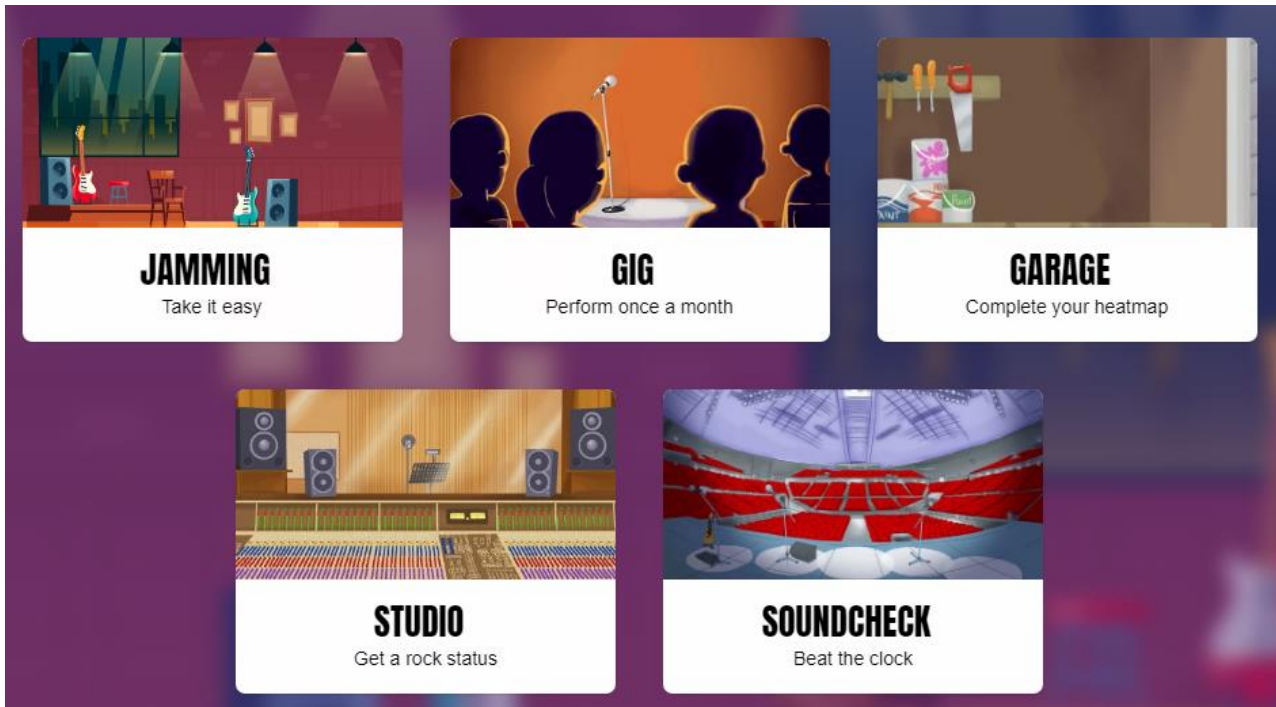 JAMMING
Take it easy
GIG
Perform once a month
GARAGE
Complete your heatmap
STUDIO
Get a rock status
SOUNDCHECK
Beat the clock